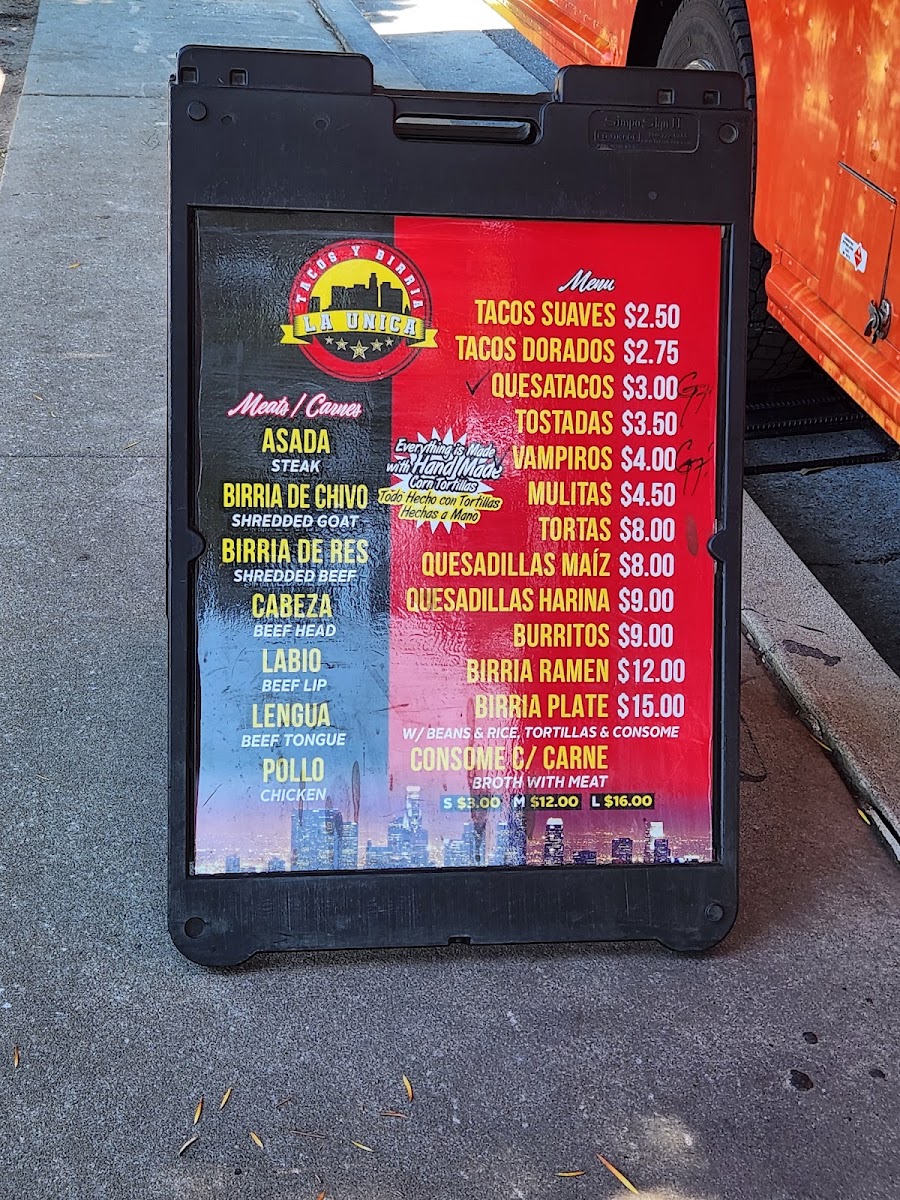 Simpo Sign II
TACOS Y BIRRIA
LA UNICA
Meats / Carnes
ASADA
STEAK
BIRRIA DE CHIVO
SHREDDED GOAT
BIRRIA DE RES
SHREDDED BEEF
CABEZA
BEEF HEAD
LABIO
BEEF LIP
LENGUA
BEEF TONGUE
POLLO
CHICKEN
Everything is Made
with Hand Made
Corn Tortillas
Todo Hecho con Tortillas
Hechas a Mano
Menu
TACOS SUAVES $2.50
TACOS DORADOS $2.75
QUESATACOS $3.00
TOSTADAS $3.50
VAMPIROS $4.00
MULITAS $4.50
TORTAS $8.00
QUESADILLAS MAÍZ $8.00
QUESADILLAS HARINA $9.00
BURRITOS $9.00
BIRRIA RAMEN $12.00
BIRRIA PLATE $15.00
W/ BEANS & RICE, TORTILLAS & CONSOME
CONSOME C/ CARNE
BROTH WITH MEAT
S $3.00 M $12.00 L $16.00